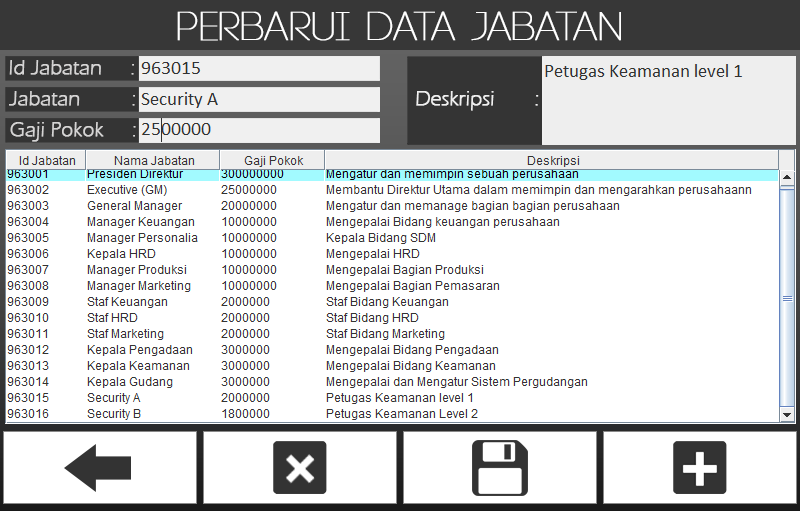 PERBARUI DATA JABATAN
Id Jabatan : 963015
Jabatan : Security A
Gaji Pokok : 2500000
Deskripsi : Petugas Keamanan level 1
Id Jabatan Nama Jabatan Gaji Pokok Deskripsi
963001 Presiden Direktur 300000000 Mengatur dan memimpin sebuah perusahaan
963002 Executive (GM) 25000000 Membantu Direktur Utama dalam memimpin dan mengarahkan perusahaann
963003 General Manager 20000000 Mengatur dan memanage bagian bagian perusahaan
963004 Manager Keuangan 10000000 Mengepalai Bidang keuangan perusahaan
963005 Manager Personalia 10000000 Kepala Bidang SDM
963006 Kepala HRD 10000000 Mengepalai HRD
963007 Manager Produksi 10000000 Mengepalai Bagian Produksi
963008 Manager Marketing 10000000 Mengepalai Bagian Pemasaran
963009 Staf Keuangan 2000000 Staf Bidang Keuangan
963010 Staf HRD 2000000 Staf Bidang HRD
963011 Staf Marketing 2000000 Staf Bidang Marketing
963012 Kepala Pengadaan 3000000 Mengepalai Bidang Pengadaan
963013 Kepala Keamanan 3000000 Mengepalai Bidang Keamanan
963014 Kepala Gudang 3000000 Mengepalai dan Mengatur Sistem Pergudangan
963015 Security A 2000000 Petugas Keamanan level 1
963016 Security B 1800000 Petugas Keamanan Level 2